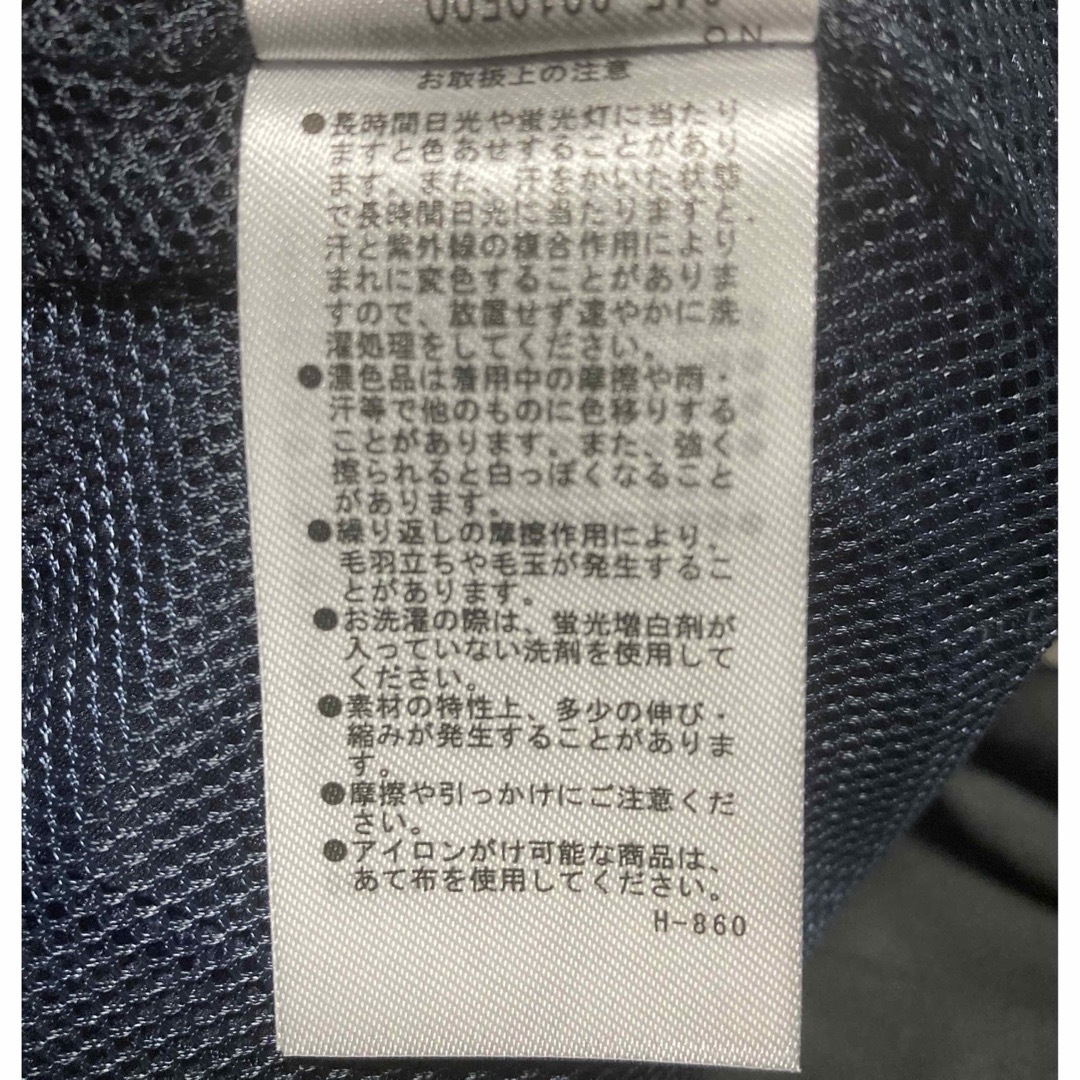 お取扱上の注意
●長時間日光や蛍光灯に当たり
ますと色あせすることがあり
ます。また、汗をかいた状態
で長時間日光に当たりますと、
汗と紫外線の複合作用により
まれに変色することがありま
すので、放置せず速やかに洗
濯処理をしてください。
●濃色品は着用中の摩擦や雨・
汗等で他のものに色移りする
ことがあります。また、強く
擦られると白っぽくなること
があります。
●繰り返しの摩擦作用により、
毛羽立ちや毛玉が発生するこ
とがあります。
●お洗濯の際は、蛍光増白剤が
入っていない洗剤を使用して
ください。
●素材の特性上、多少の伸び・
縮みが発生することがありま
す。
●摩擦や引っかけにご注意くだ
さい。
●アイロンがけ可能な商品は、
あて布を使用してください。
H-860